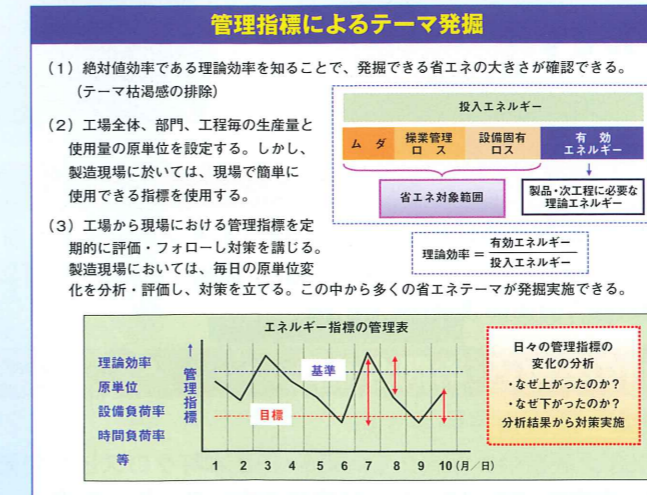 管理指標によるテーマ発掘
（1）絶対値効率である理論効率を知ることで、発掘できる省エネの大きさが確認できる。
（テーマ枯渇感の排除）
（2）工場全体、部門、工程毎の生産量と
使用量の原単位を設定する。しかし、
製造現場に於いては、現場で簡単に
使用できる指標を使用する。
投入エネルギー
ムダ
操業管理
ロス
設備固有
ロス
有効
エネルギー
省エネ対象範囲
製品・次工程に必要な
理論エネルギー
（3）工場から現場における管理指標を定
期的に評価・フォローし対策を講じる。
製造現場においては、毎日の原単位変
化を分析・評価し、対策を立てる。この中から多くの省エネテーマが発掘実施できる。
理論効率＝有効エネルギー
投入エネルギー
エネルギー指標の管理表
理論効率
原単位
設備負荷率
時間負荷率
等
↑管理指標
基準
目標
1 2 3 4 5 6 7 8 9 10（月／日）
日々の管理指標の
変化の分析
・なぜ上がったのか？
・なぜ下がったのか？
分析結果から対策実施